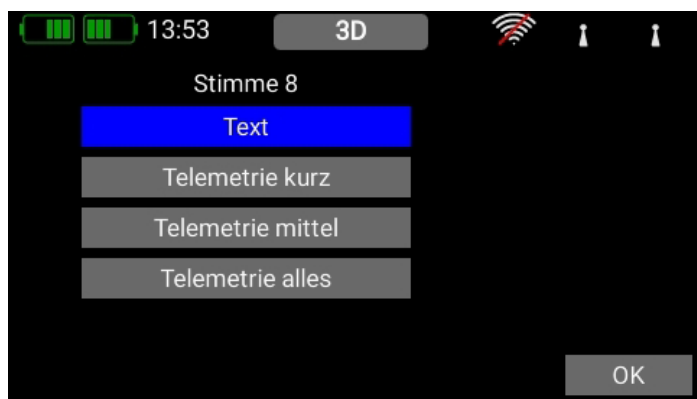 13:53 3D
Stimme 8
Text
Telemetrie kurz
Telemetrie mittel
Telemetrie alles
OK